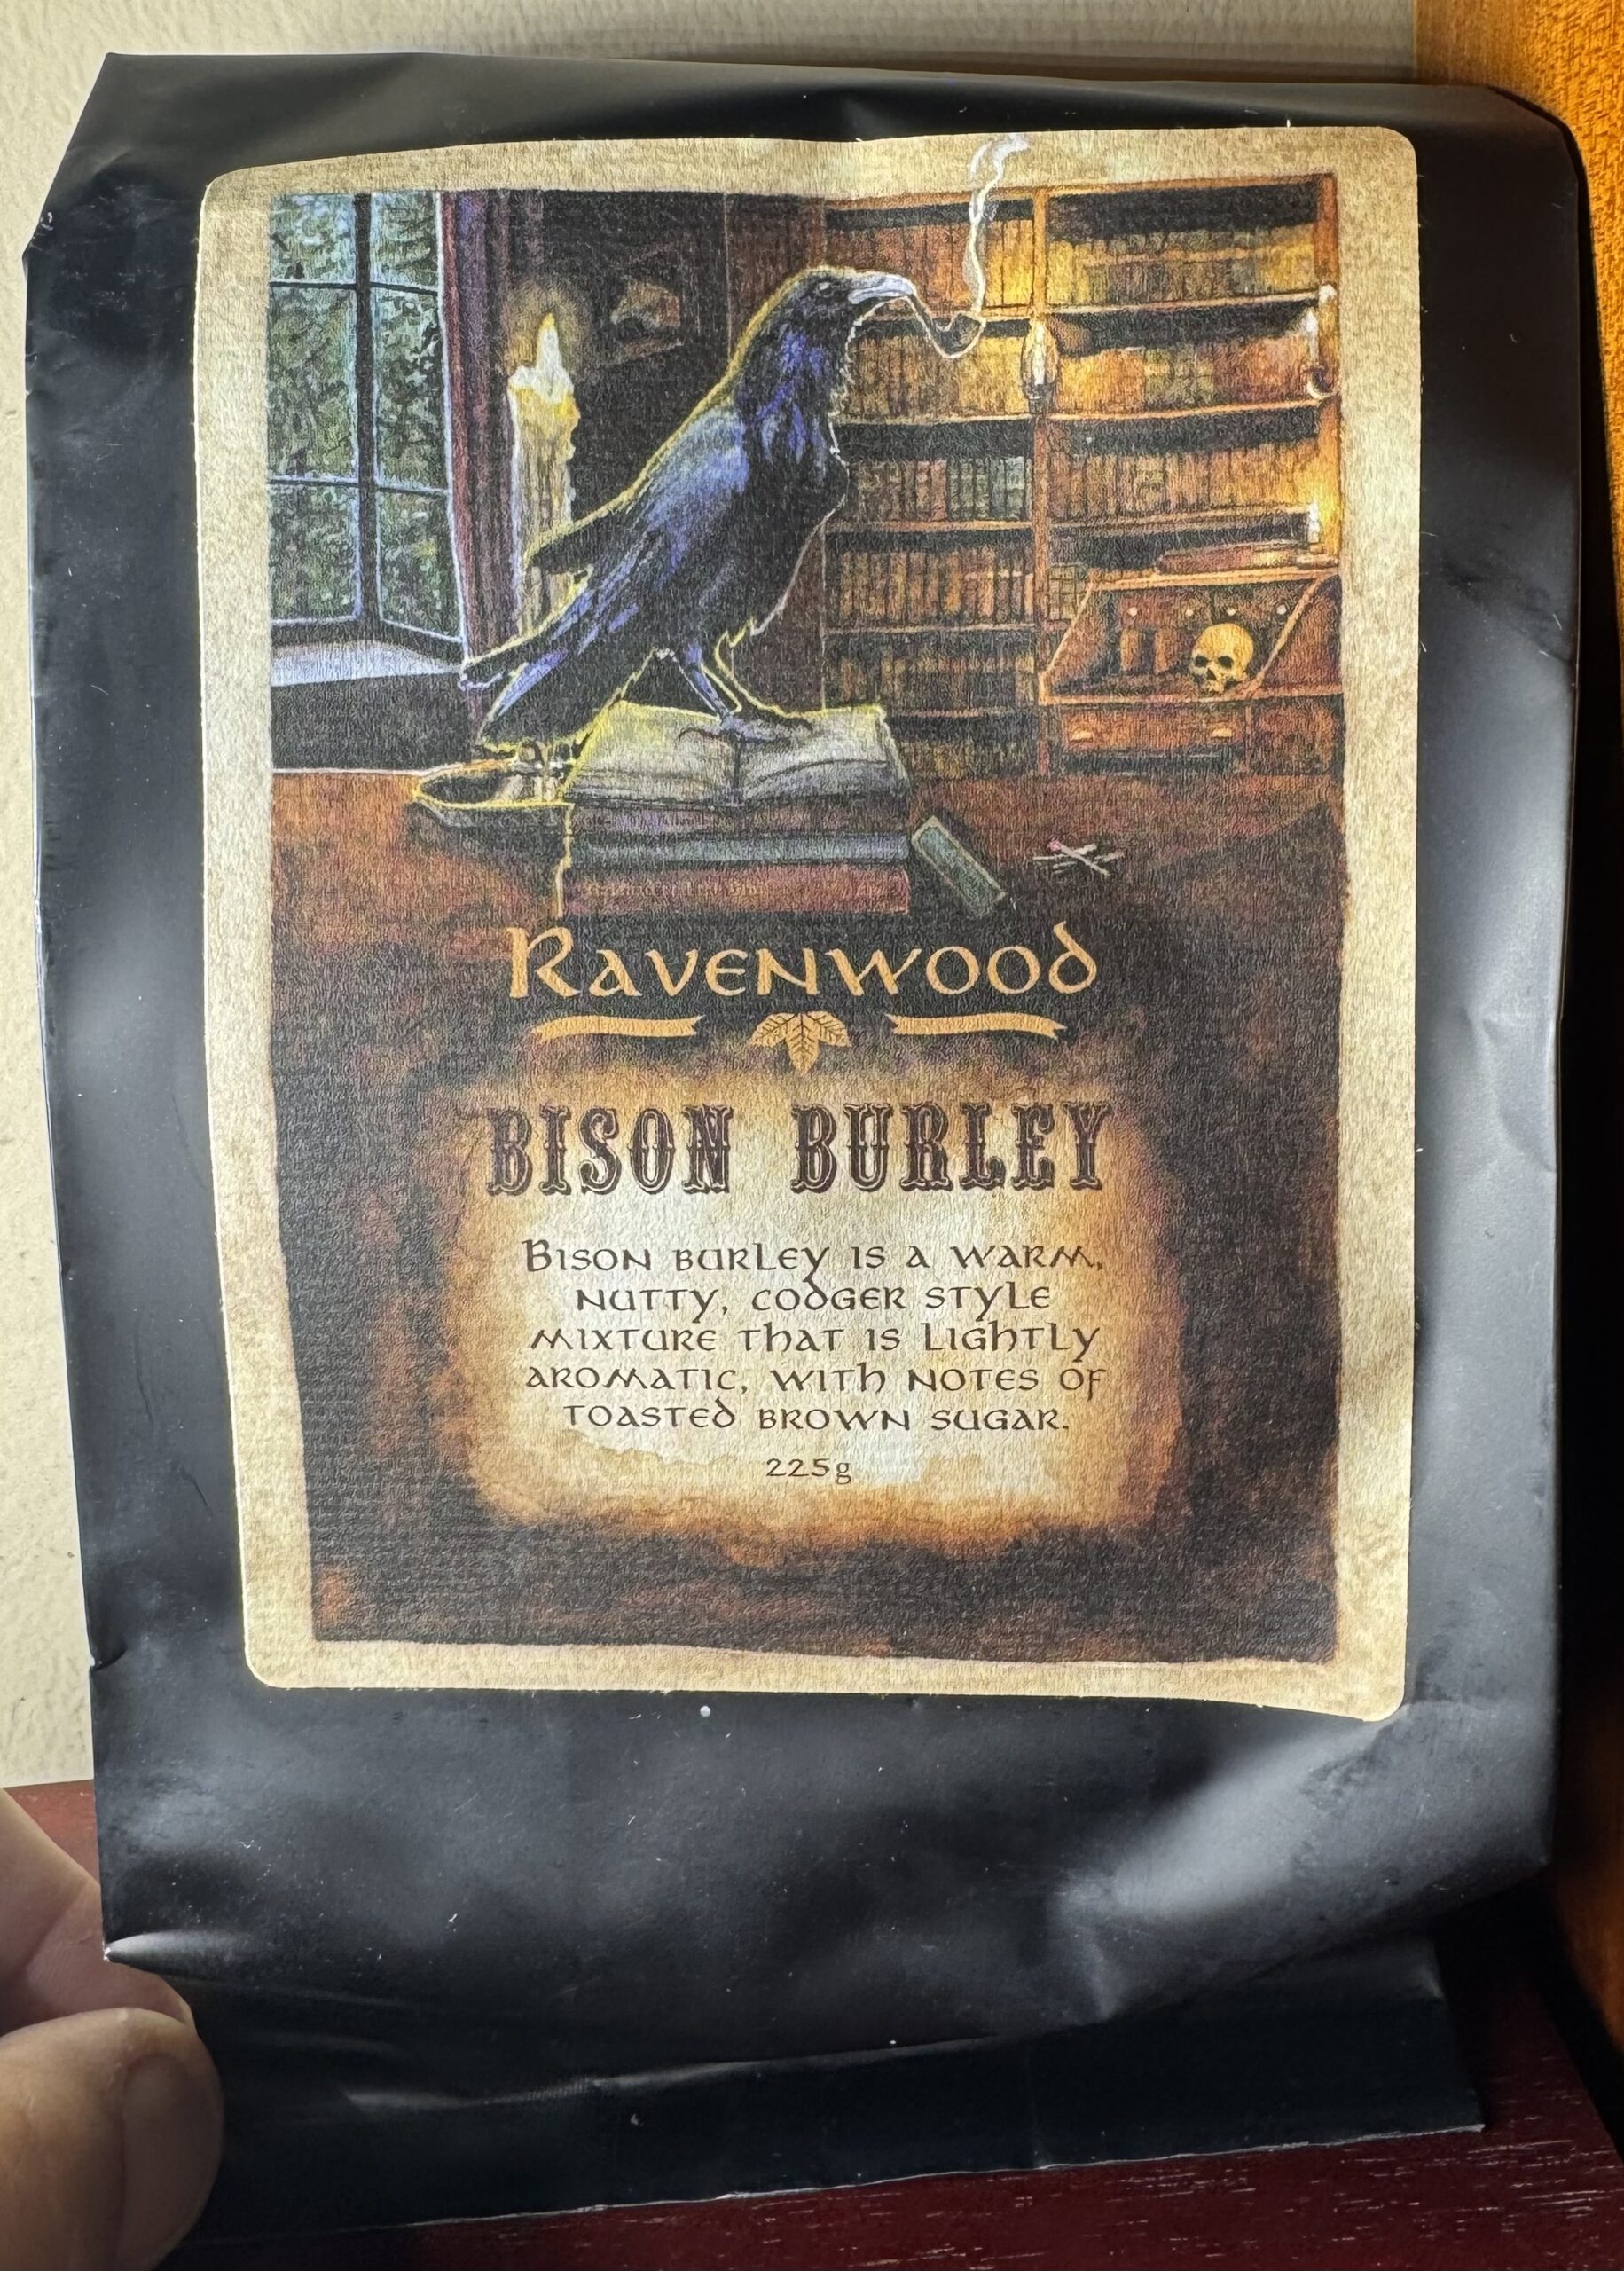 Ravenwood
BISON BURLEY
Bison burley is a warm,
nutty, codger style
mixture that is lightly
aromatic, with notes of
toasted brown sugar.
225g